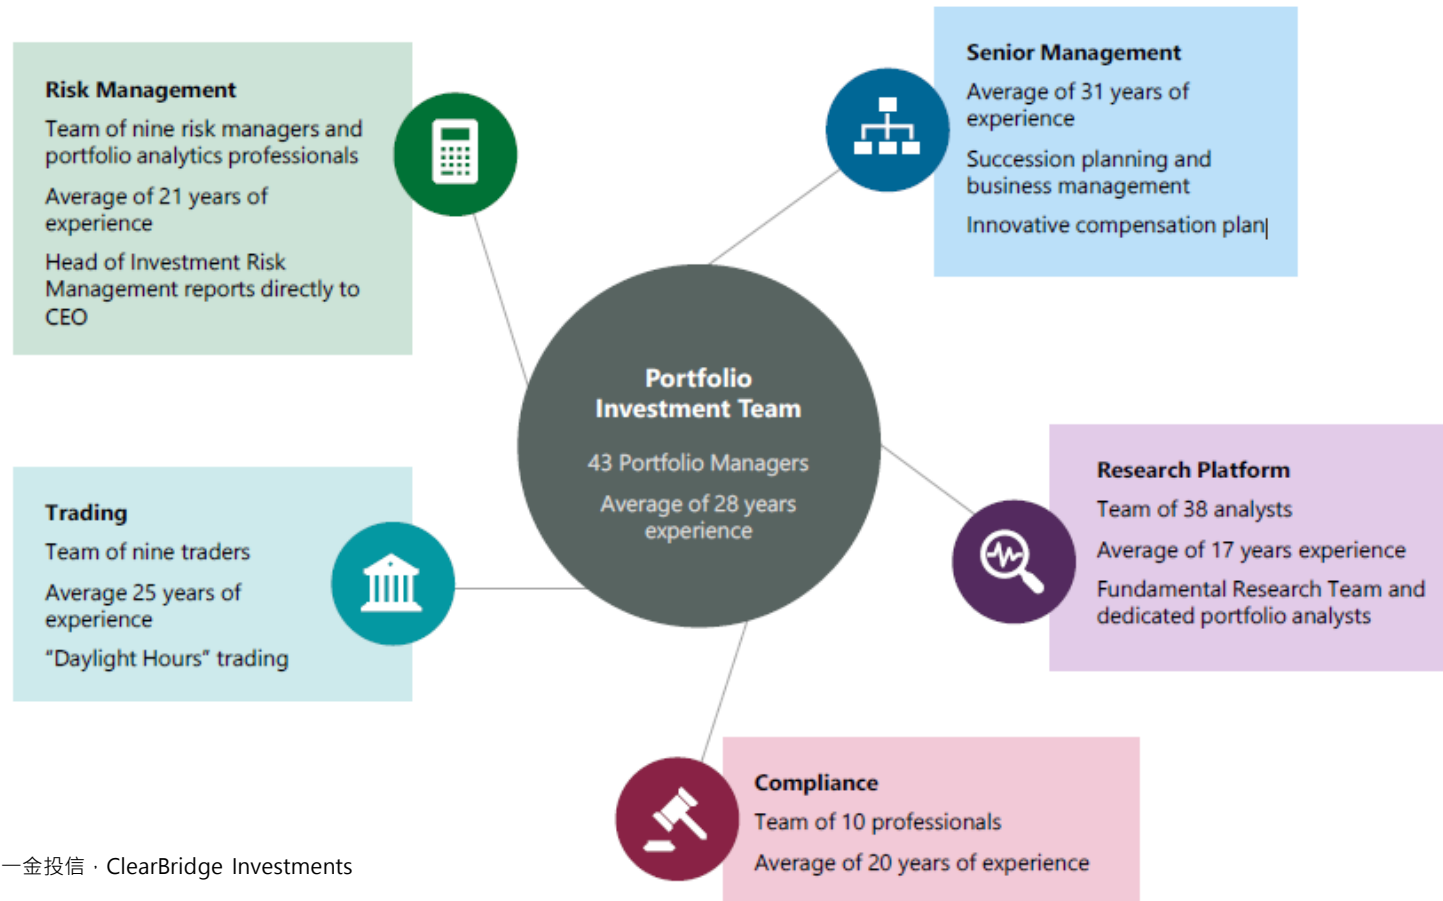 Risk Management
Team of nine risk managers and
portfolio analytics professionals
Average of 21 years of
experience
Head of Investment Risk
Management reports directly to
CEO
Senior Management
Average of 31 years of
experience
Succession planning and
business management
Innovative compensation plan
Portfolio
Investment Team
43 Portfolio Managers
Average of 28 years
experience
Trading
Team of nine traders
Average 25 years of
experience
“Daylight Hours” trading
Research Platform
Team of 38 analysts
Average of 17 years experience
Fundamental Research Team and
dedicated portfolio analysts
Compliance
Team of 10 professionals
Average of 20 years of experience
一金投信 · ClearBridge Investments